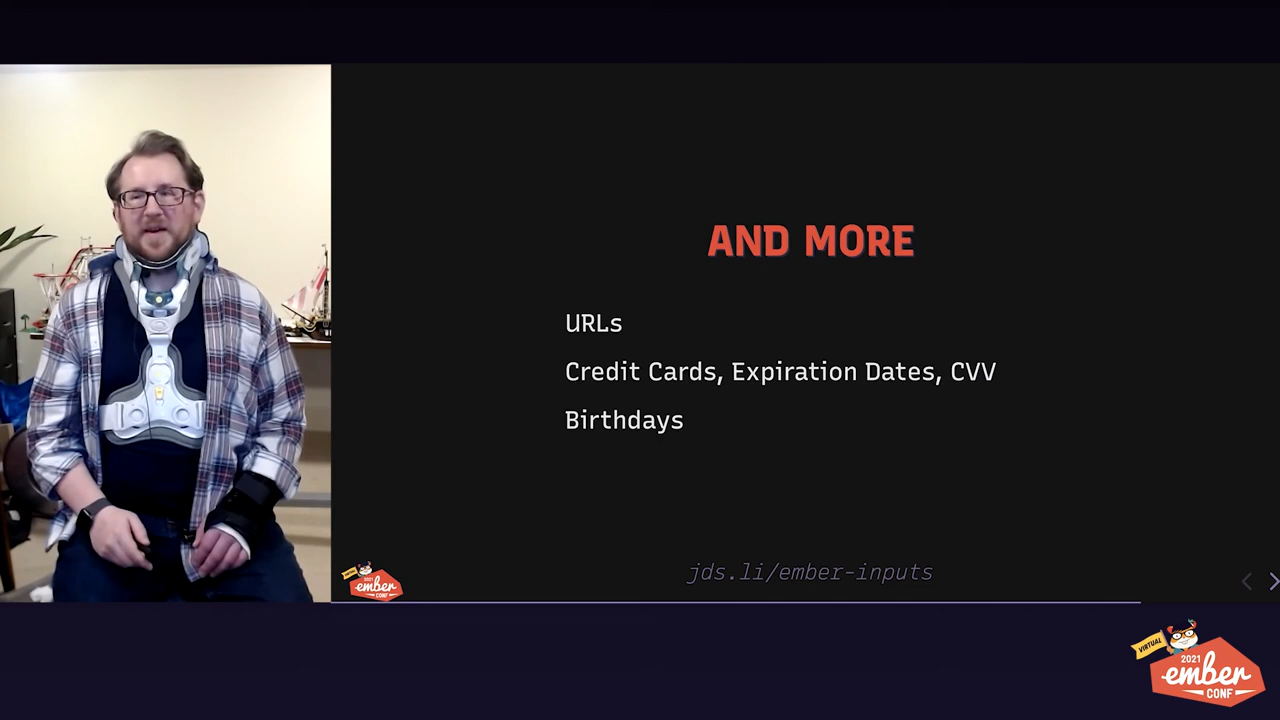 AND MORE
URLs
Credit Cards, Expiration Dates, CVV
Birthdays
jds.li/ember-inputs
2021
ember
CONF
VIRTUAL
2021
ember
CONF